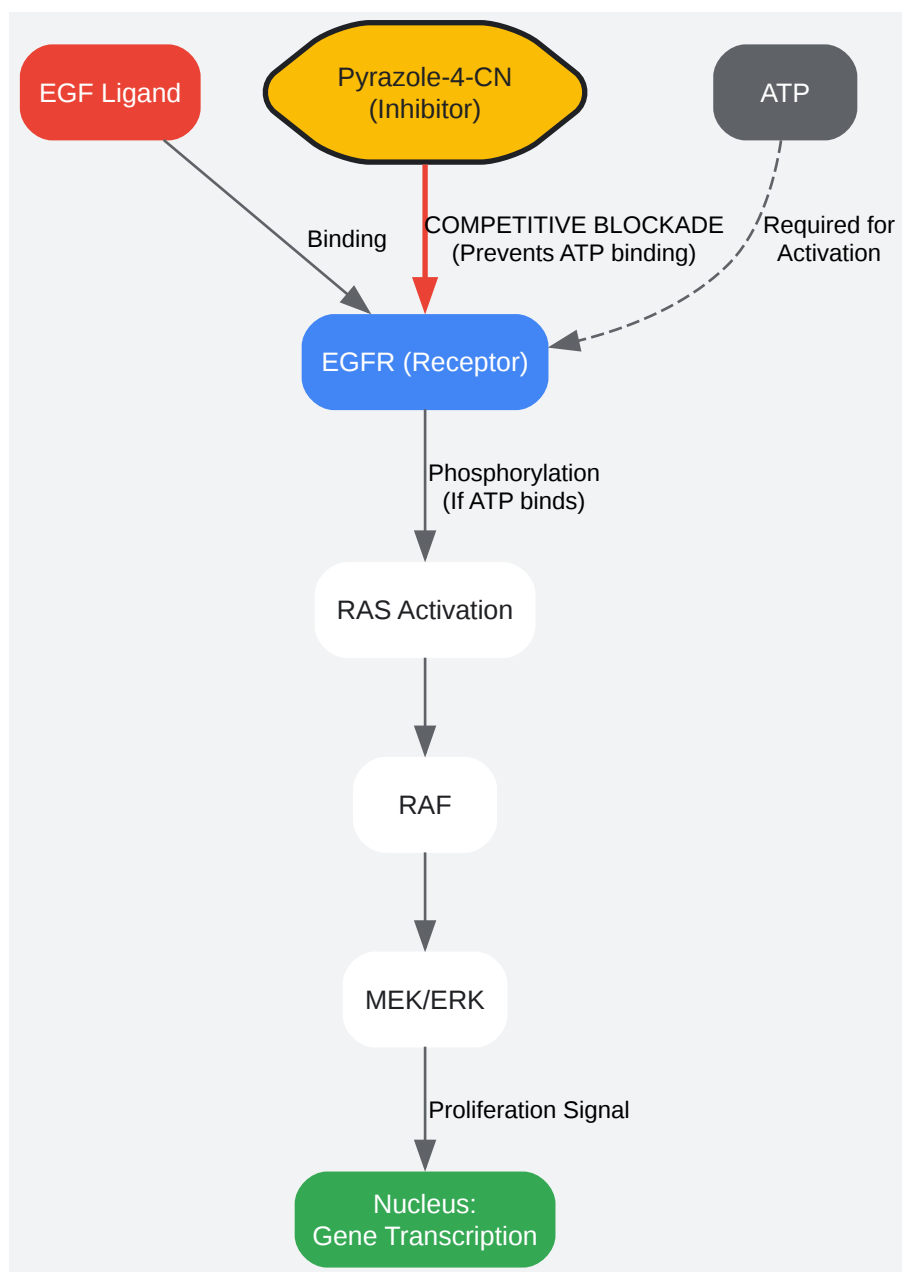 EGF Ligand
Pyrazole-4-CN
(Inhibitor)
ATP
Binding
COMPETITIVE BLOCKADE
(Prevents ATP binding)
Required for
Activation
EGFR (Receptor)
Phosphorylation
(If ATP binds)
RAS Activation
RAF
MEK/ERK
Proliferation Signal
Nucleus:
Gene Transcription